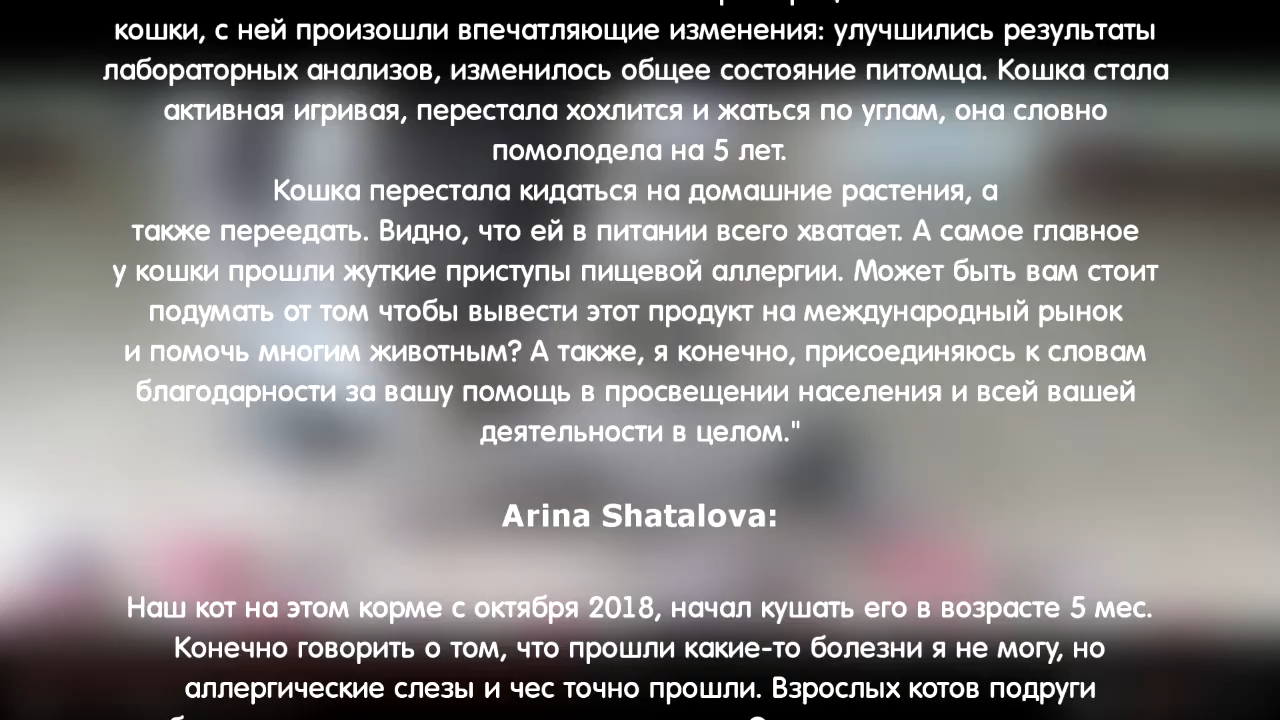 кошки, с ней произошли впечатляющие изменения: улучшились результаты
лабораторных анализов, изменилось общее состояние питомца. Кошка стала
активная игривая, перестала хохлится и жаться по углам, она словно
помолодела на 5 лет.
Кошка перестала кидаться на домашние растения, а
также переедать. Видно, что ей в питании всего хватает. А самое главное
у кошки прошли жуткие приступы пищевой аллергии. Может быть вам стоит
подумать от том чтобы вывести этот продукт на международный рынок
и помочь многим животным? А также, я конечно, присоединяюсь к словам
благодарности за вашу помощь в просвещении населения и всей вашей
деятельности в целом."
Arina Shatalova:
Наш кот на этом корме с октября 2018, начал кушать его в возрасте 5 мес.
Конечно говорить о том, что прошли какие-то болезни я не могу, но
аллергические слезы и чес точно прошли. Взрослых котов подруги